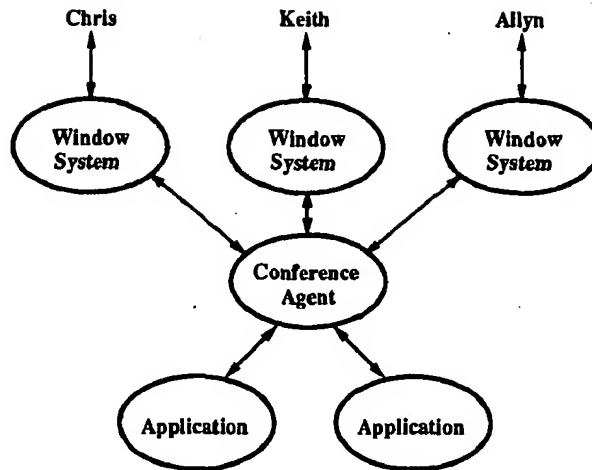 Chris Keith Allyn
Window Window Window
System System System
Conference
Agent
Application Application